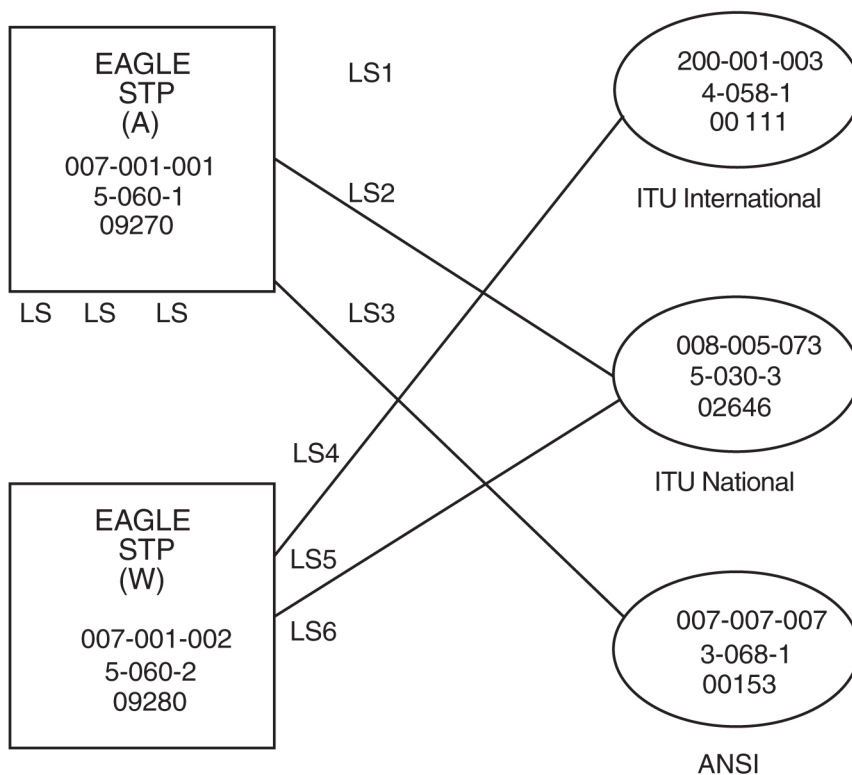 EAGLE
STP
(A)
007-001-001
5-060-1
09270
LS LS LS
LS1
LS2
LS3
LS4
LS5
LS6
EAGLE
STP
(W)
007-001-002
5-060-2
09280
200-001-003
4-058-1
00 111
ITU International
008-005-073
5-030-3
02646
ITU National
007-007-007
3-068-1
00153
ANSI